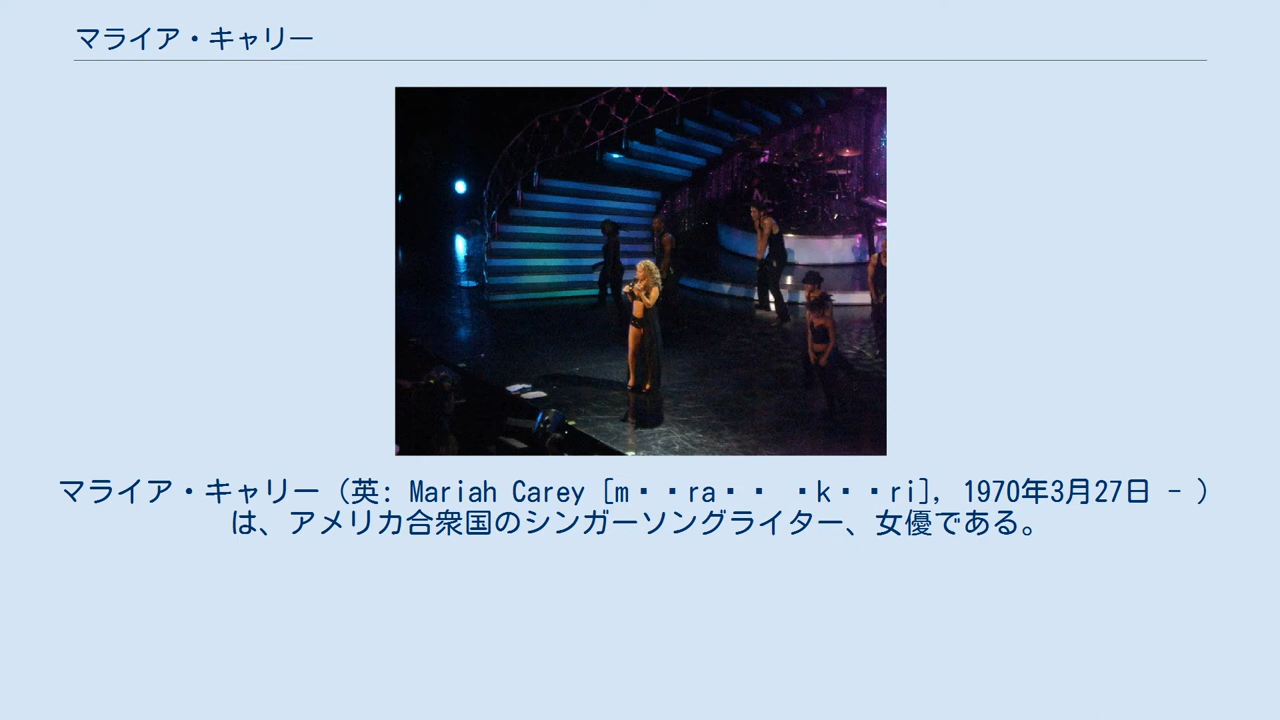 マライア・キャリー
マライア・キャリー（英: Mariah Carey [m・・ra・・ ・k・・ri], 1970年3月27日 - ）
は、アメリカ合衆国のシンガーソングライター、女優である。